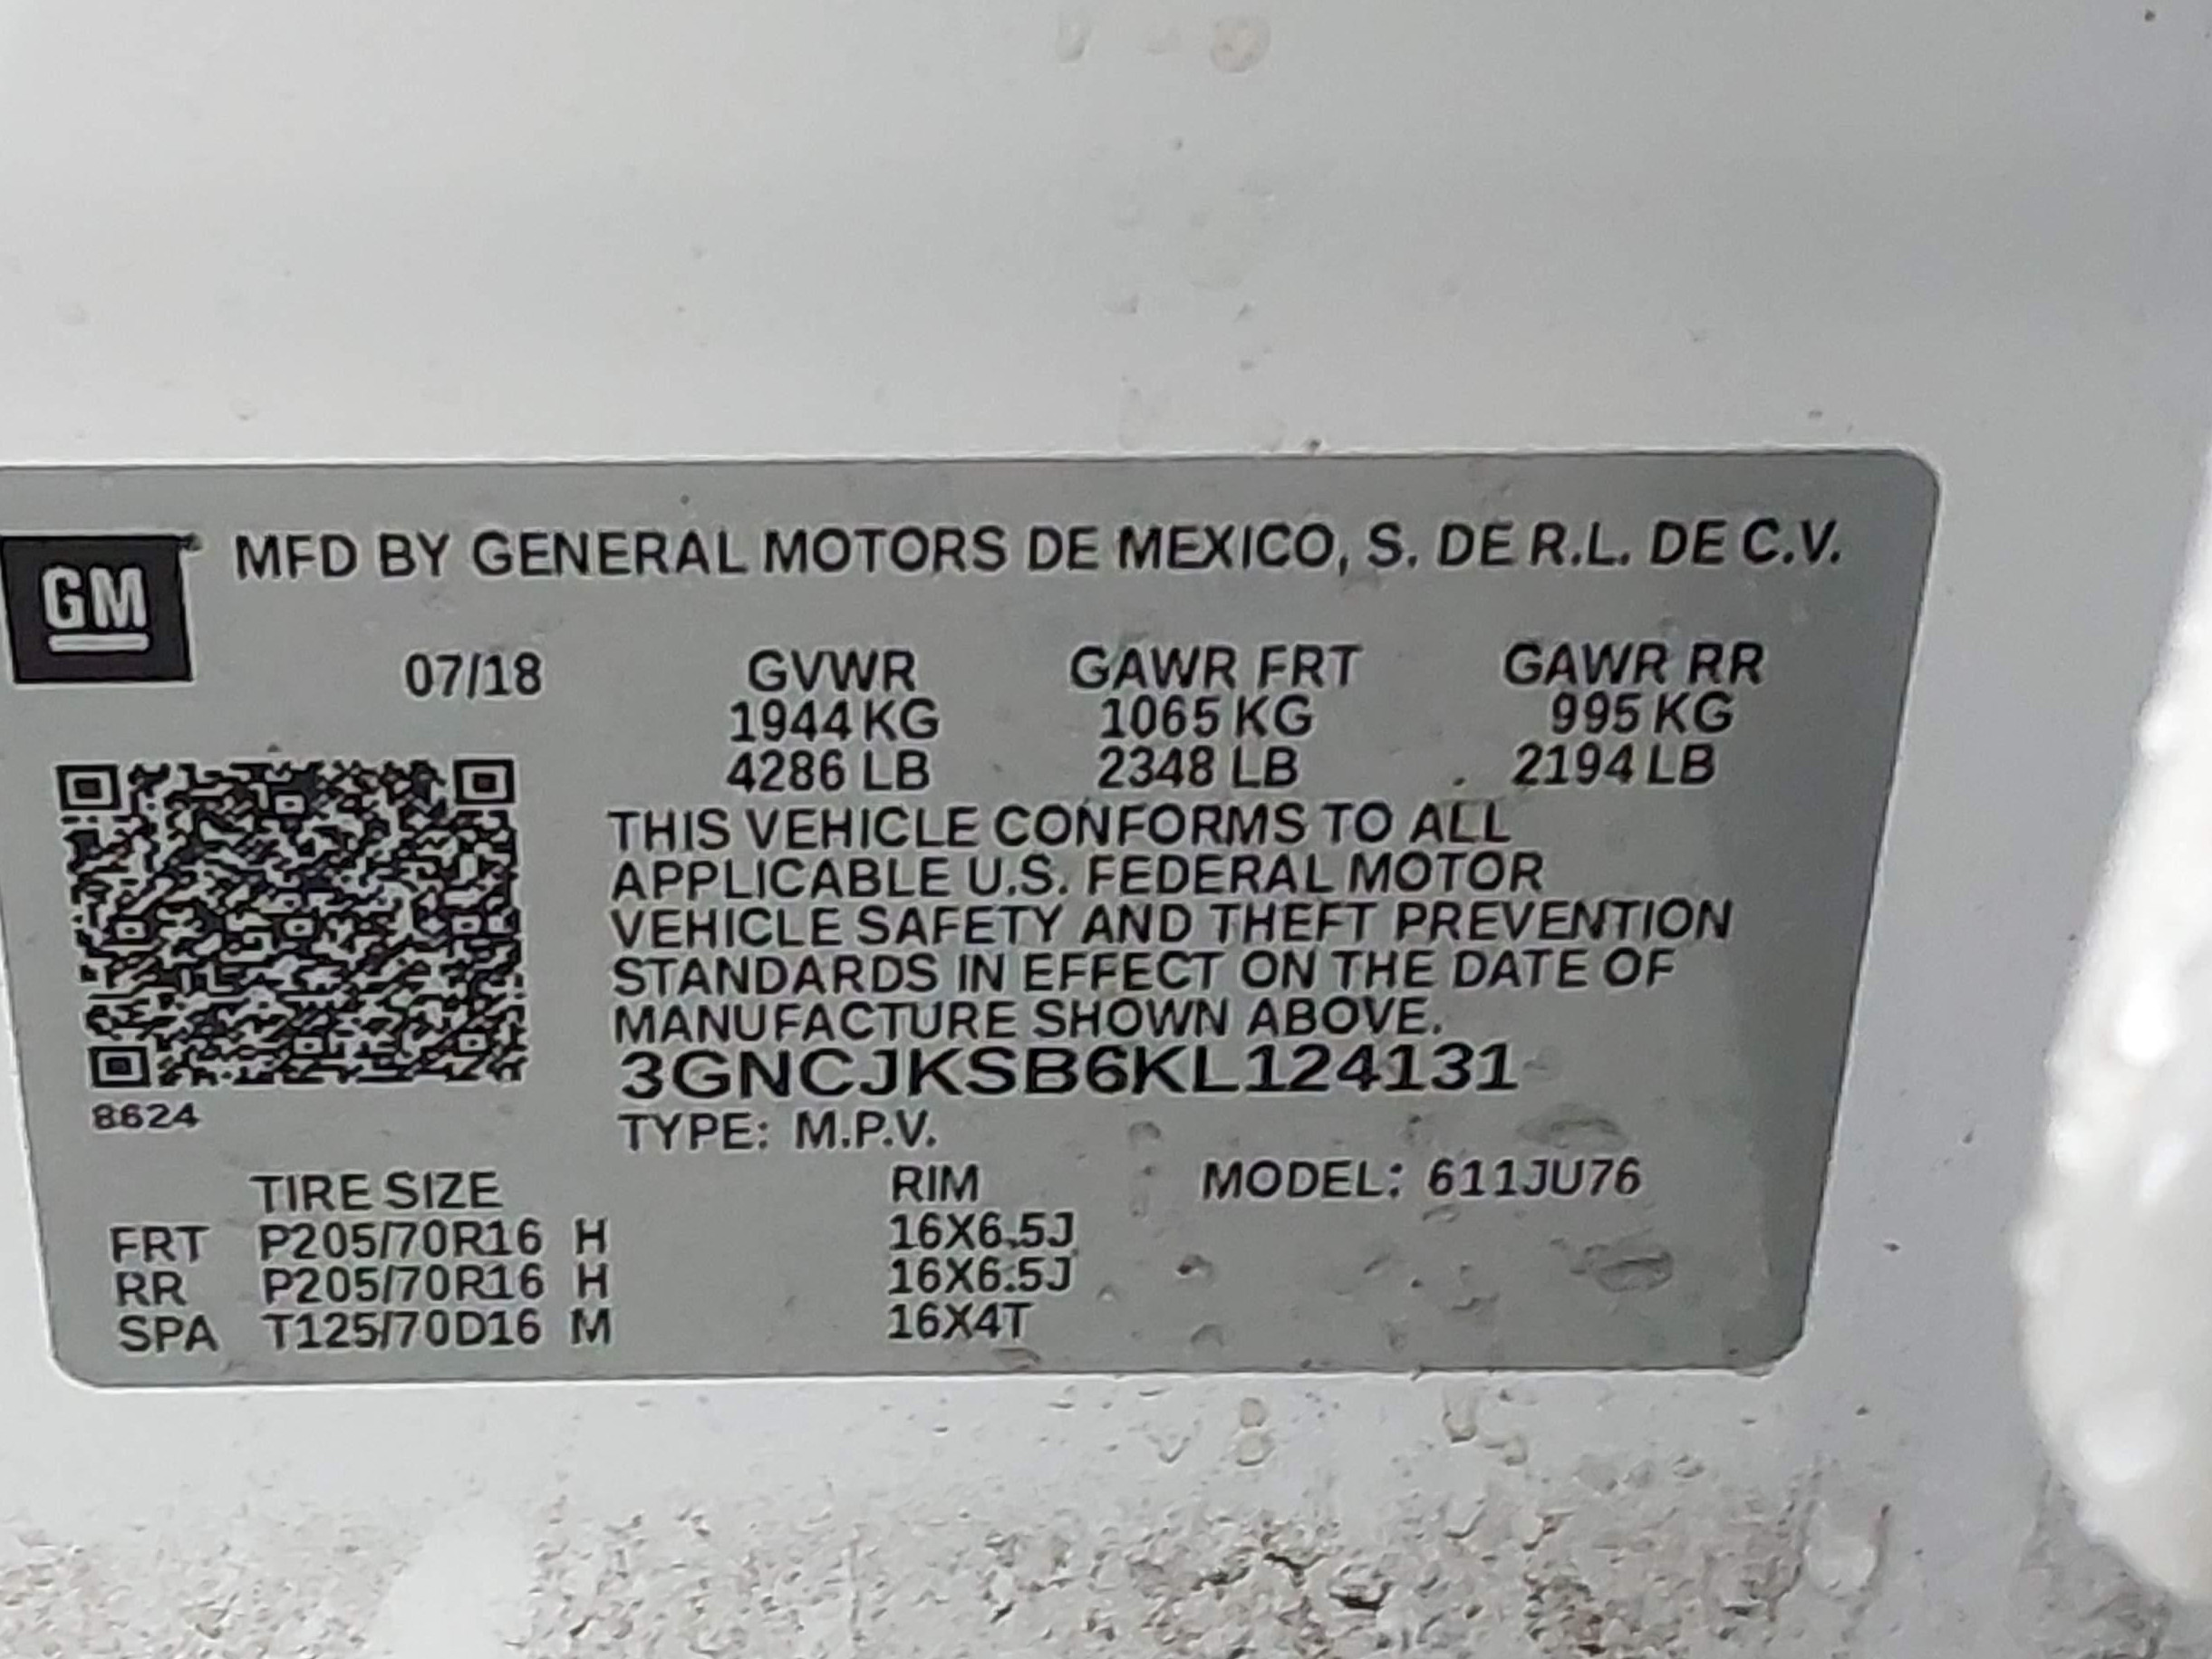 GM MFD BY GENERAL MOTORS DE MEXICO, S. DE R.L. DE C.V.
07/18 GVWR GAWR FRT GAWR RR
1944 KG 1065 KG 995 KG
4286 LB 2348 LB 2194 LB
THIS VEHICLE CONFORMS TO ALL
APPLICABLE U.S. FEDERAL MOTOR
VEHICLE SAFETY AND THEFT PREVENTION
STANDARDS IN EFFECT ON THE DATE OF
MANUFACTURE SHOWN ABOVE.
3GNCJKSB6KL124131
8624
TYPE: M.P.V.
TIRE SIZE RIM MODEL: 611JU76
FRT P205/70R16 H 16X6.5J
RR P205/70R16 H 16X6.5J
SPA T125/70D16 M 16X4T